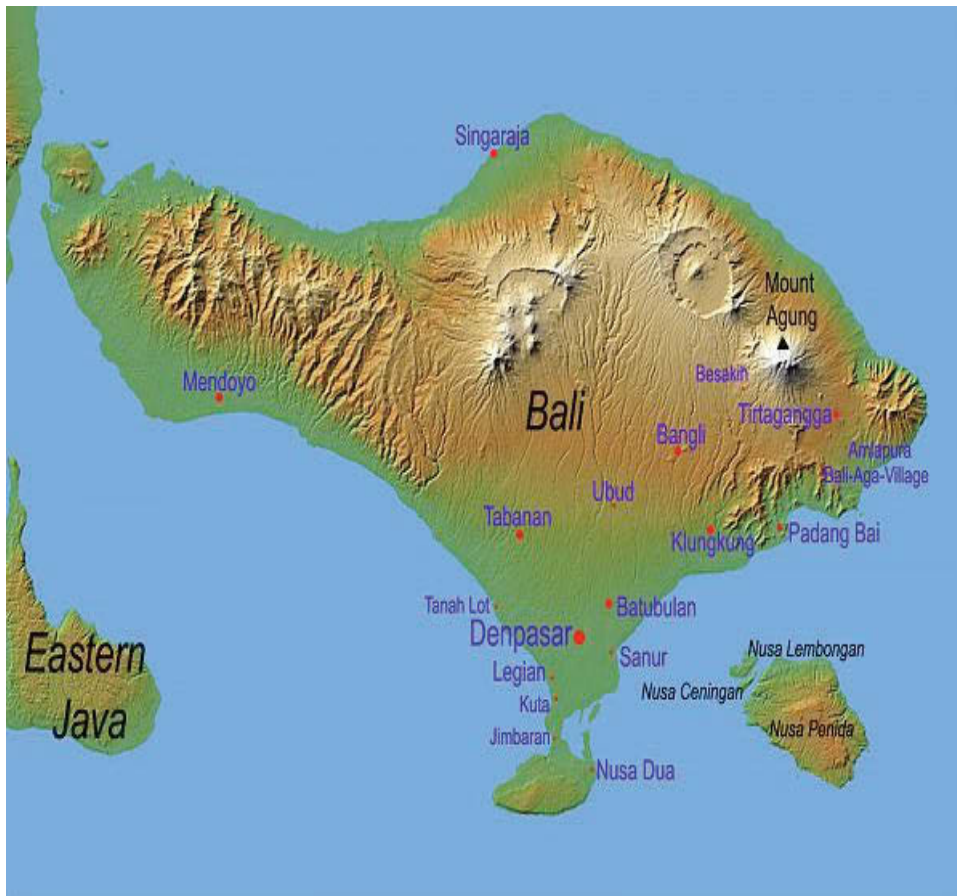 Singaraja
Mount
Agung
Besakih
Mendoyo
Bali
Tirtagangga
Bangli
Amlapura
Bali-Aga-Village
Ubud
Tabanan
Klungkung
Padang Bai
Tanah Lot
Batubulan
Denpasar
Eastern
Java
Sanur
Nusa Lembongan
Legian
Nusa Ceningan
Kuta
Nusa Penida
Jimbaran
Nusa Dua